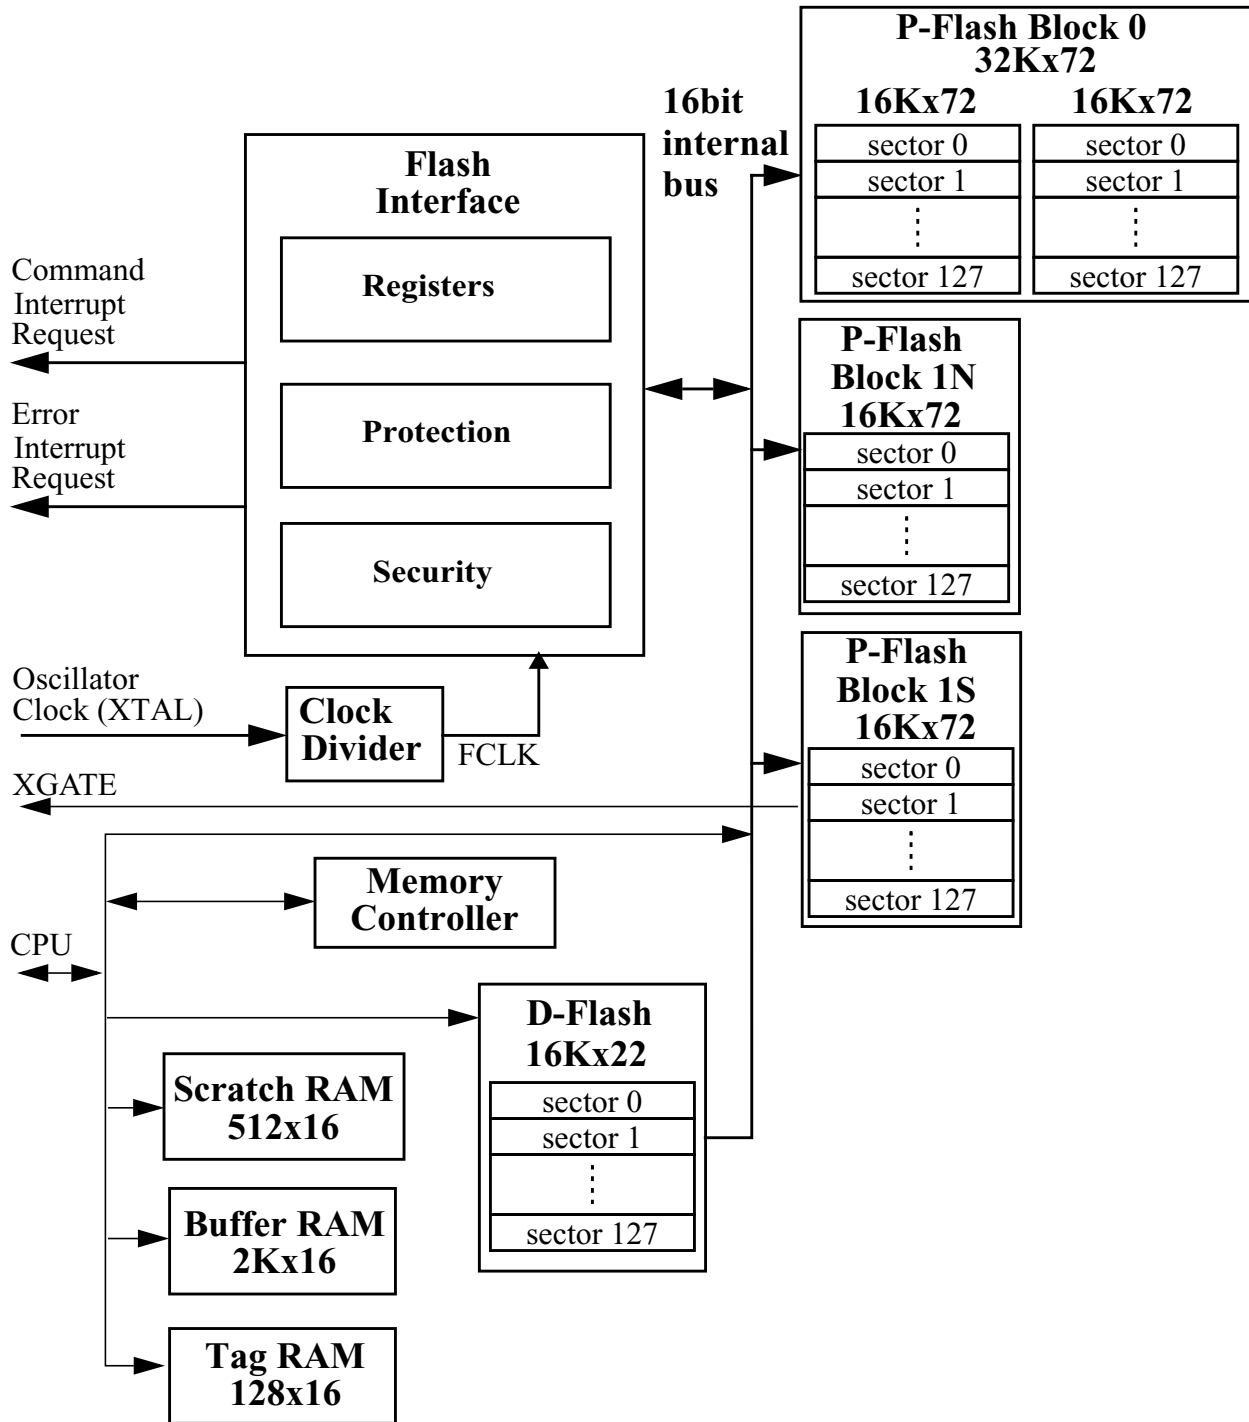 P-Flash Block 0
32Kx72
16Kx72
16Kx72
sector 0
sector 1
sector 127
sector 0
sector 1
sector 127
16bit
internal
bus
Flash
Interface
Registers
Protection
Security
Command
Interrupt
Request
Error
Interrupt
Request
P-Flash
Block 1N
16Kx72
sector 0
sector 1
sector 127
Oscillator
Clock (XTAL)
Clock
Divider
FCLK
P-Flash
Block 1S
16Kx72
sector 0
sector 1
sector 127
XGATE
Memory
Controller
CPU
D-Flash
16Kx22
sector 0
sector 1
sector 127
Scratch RAM
512x16
Buffer RAM
2Kx16
Tag RAM
128x16